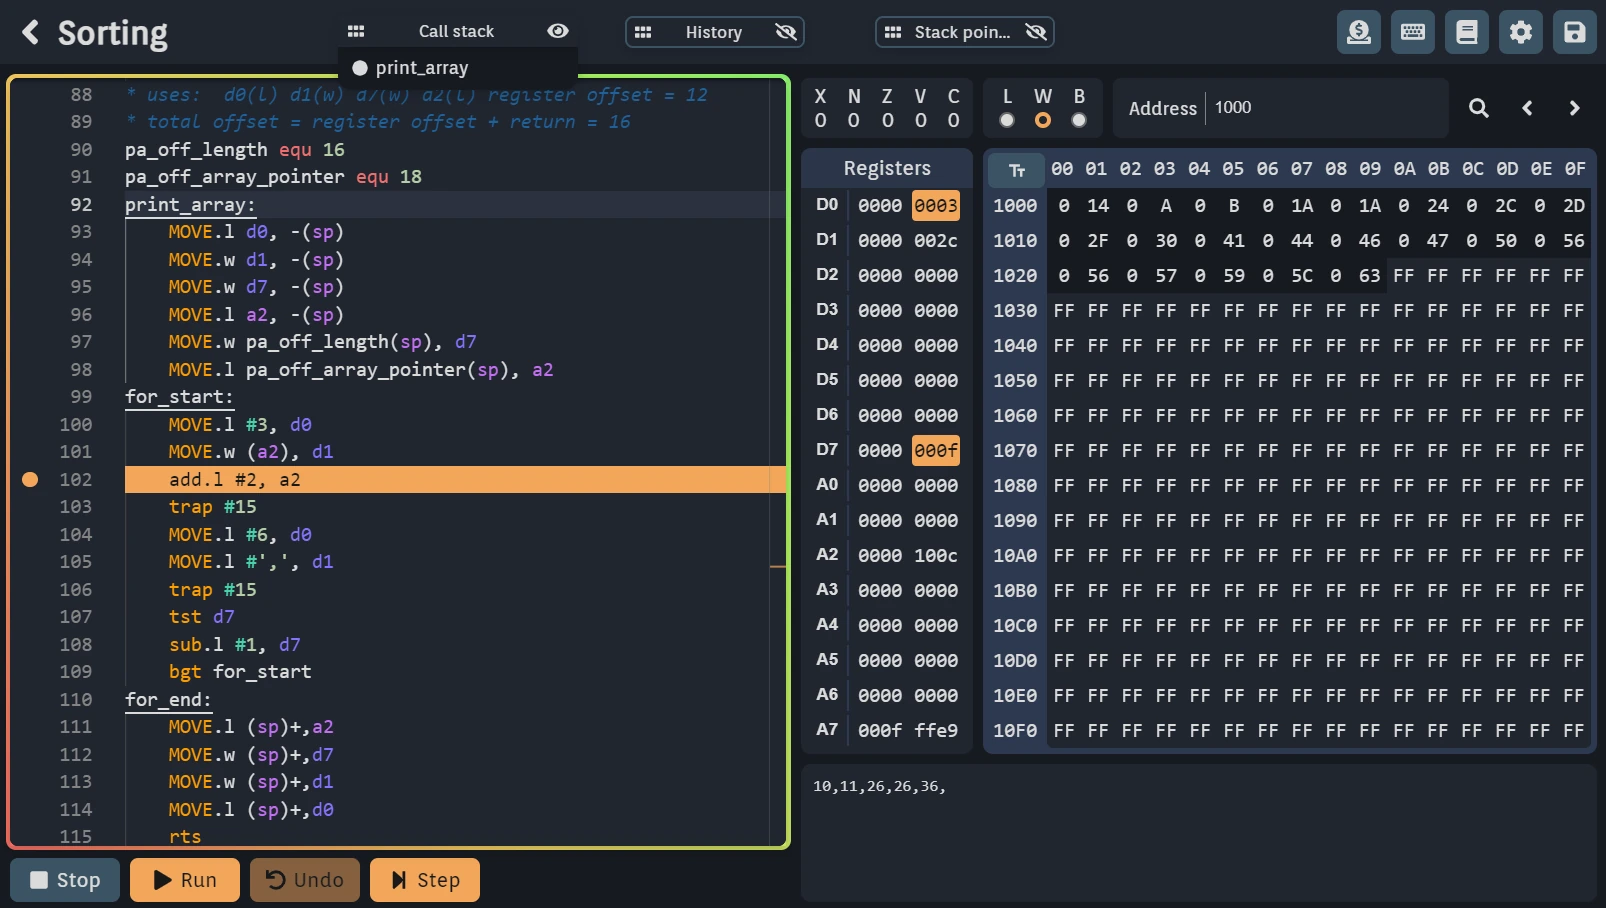 Sorting
Call stack
History
Stack poin...
print_array
88 * uses: d0(l) d1(w) d7(w) a2(l) register offset = 12
89 * total offset = register offset + return = 16
90 pa_off_length equ 16
91 pa_off_array_pointer equ 18
92 print_array:
93 MOVE.l d0, -(sp)
94 MOVE.w d1, -(sp)
95 MOVE.w d7, -(sp)
96 MOVE.l a2, -(sp)
97 MOVE.w pa_off_length(sp), d7
98 MOVE.l pa_off_array_pointer(sp), a2
99 for_start:
100 MOVE.l #3, d0
101 MOVE.w (a2), d1
102 add.l #2, a2
103 trap #15
104 MOVE.l #6, d0
105 MOVE.l #',', d1
106 trap #15
107 tst d7
108 sub.l #1, d7
109 bgt for_start
110 for_end:
111 MOVE.l (sp)+,a2
112 MOVE.w (sp)+,d7
113 MOVE.w (sp)+,d1
114 MOVE.l (sp)+,d0
115 rts
Stop
Run
Undo
Step
X N Z V C
0 0 0 0 0
L W B
Address 1000
Registers
D0 0000 0003
D1 0000 002c
D2 0000 0000
D3 0000 0000
D4 0000 0000
D5 0000 0000
D6 0000 0000
D7 0000 000f
A0 0000 0000
A1 0000 0000
A2 0000 100c
A3 0000 0000
A4 0000 0000
A5 0000 0000
A6 0000 0000
A7 000f ffe9
Tт 00 01 02 03 04 05 06 07 08 09 0A 0B 0C 0D 0E 0F
1000 0 14 0 A 0 B 0 1A 0 1A 0 24 0 2C 0 2D
1010 0 2F 0 30 0 41 0 44 0 46 0 47 0 50 0 56
1020 0 56 0 57 0 59 0 5C 0 63 FF FF FF FF FF FF
1030 FF FF FF FF FF FF FF FF FF FF FF FF FF FF FF FF
1040 FF FF FF FF FF FF FF FF FF FF FF FF FF FF FF FF
1050 FF FF FF FF FF FF FF FF FF FF FF FF FF FF FF FF
1060 FF FF FF FF FF FF FF FF FF FF FF FF FF FF FF FF
1070 FF FF FF FF FF FF FF FF FF FF FF FF FF FF FF FF
1080 FF FF FF FF FF FF FF FF FF FF FF FF FF FF FF FF
1090 FF FF FF FF FF FF FF FF FF FF FF FF FF FF FF FF
10A0 FF FF FF FF FF FF FF FF FF FF FF FF FF FF FF FF
10B0 FF FF FF FF FF FF FF FF FF FF FF FF FF FF FF FF
10C0 FF FF FF FF FF FF FF FF FF FF FF FF FF FF FF FF
10D0 FF FF FF FF FF FF FF FF FF FF FF FF FF FF FF FF
10E0 FF FF FF FF FF FF FF FF FF FF FF FF FF FF FF FF
10F0 FF FF FF FF FF FF FF FF FF FF FF FF FF FF FF FF
10,11,26,26,36,